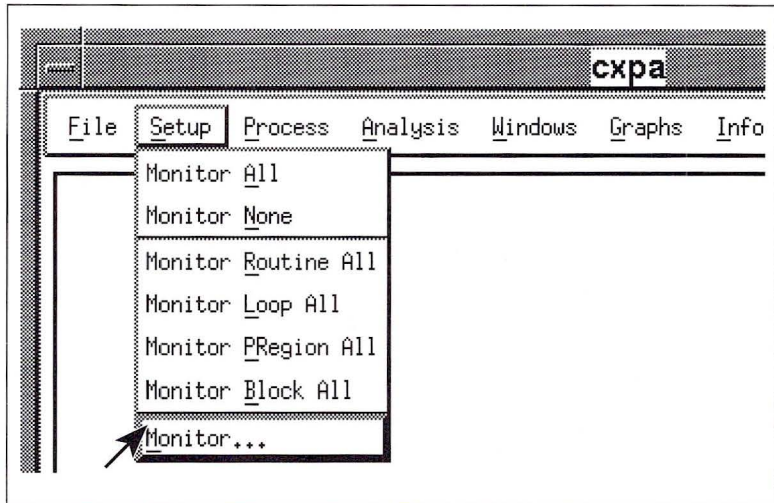 cxpa
File Setup Process Analysis Windows Graphs Info
Monitor All
Monitor None
Monitor Routine All
Monitor Loop All
Monitor PRegion All
Monitor Block All
Monitor...